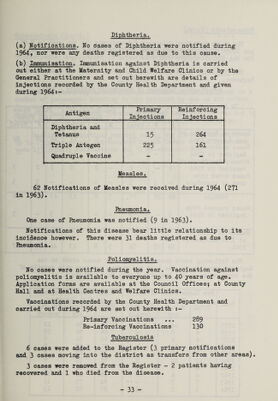 Diphtheria.
(a) Notifications. No cases of Diphtheria were notified during
1964, nor were any deaths registered as due to this cause.
(b) Immunisation. Immunisation against Diphtheria is carried
out either at the Maternity and Child Welfare Clinics or by the
General Practitioners and set out herewith are details of
injections recorded by the County Health Department and given
during 1964:-
Antigen Primary Injections Reinforcing Injections
Diphtheria and Tetanus 15 264
Triple Antegen 225 161
Quadruple Vaccine - -
Measles.
62 Notifications of Measles were received during 1964 (271
in 1963).
Pneumonia.
One case of Pneumonia was notified (9 in 1963).
Notifications of this disease bear little relationship to its
incidence however. There were 31 deaths registered as due to
Pneumonia.
Poliomyelitis.
No cases were notified during the year. Vaccination against
poliomyelitis is available to everyone up to 40 years of age.
Application forms are available at the Council Offices; at County
Hall and at Health Centres and Welfare Clinics.
Vaccinations recorded by the County Health Department and
carried out during 1964 are set out herewith :-
Primary Vaccinations ... 289
Re-inforcing Vaccinations 130
Tuberculosis
6 cases were added to the Register (3 primary notifications
and 3 cases moving into the district as transfers from other areas).
3 cases were removed from the Register - 2 patients having
recovered and 1 who died from the disease.
- 33 -